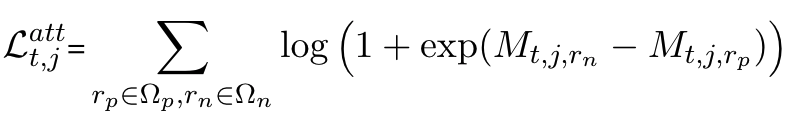 $\mathcal{L}_{t,j}^{att} = \sum_{r_p \in \Omega_p, r_n \in \Omega_n} \log \left( 1 + \exp(M_{t,j,r_n} - M_{t,j,r_p}) \right)$